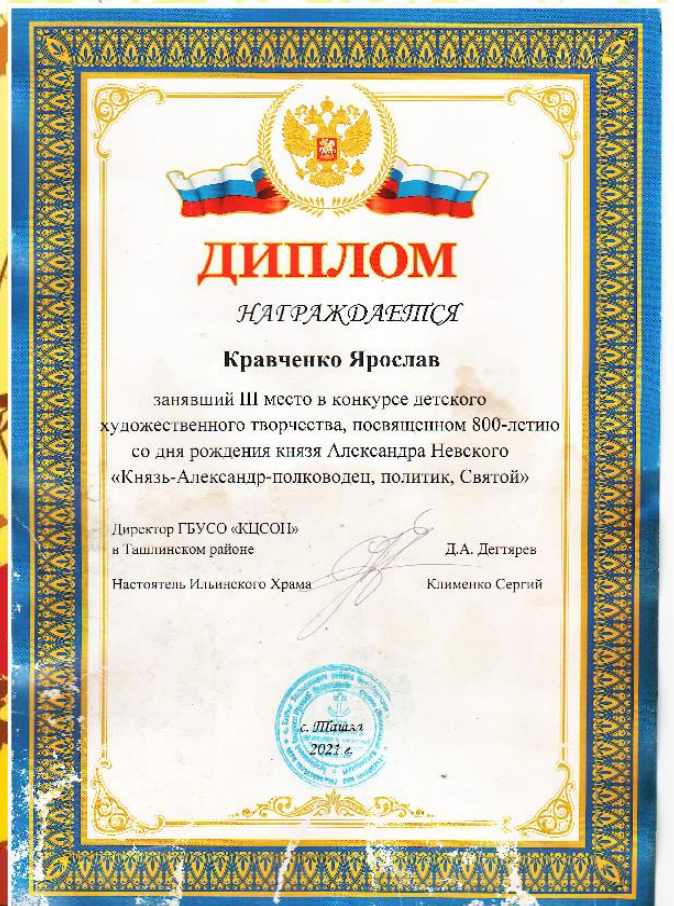 ДИПЛОМ
НАГРАЖДАЕТСЯ
Кравченко Ярослав
занявший III место в конкурсе детского
художественного творчества, посвященном 800-летию
со дня рождения князя Александра Невского
«Князь-Александр-полководец, политик, Святой»
Директор ГБУСО «КЦСОН»
в Ташлинском районе Д.А. Дегтярев
Настоятель Ильинского Храма Клименко Сергий
с. Ташла
2021 г.